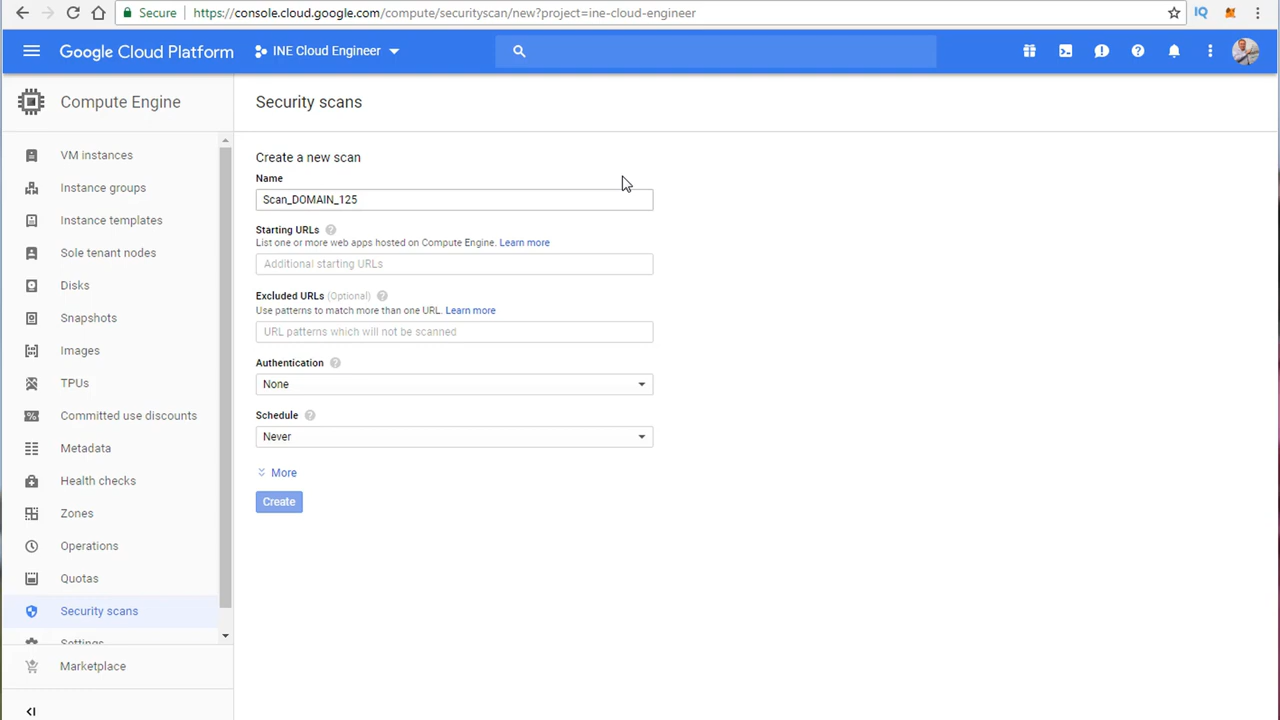 Secure
https://console.cloud.google.com/compute/securityscan/new?project=ine-cloud-engineer
IQ
Google Cloud Platform
INE Cloud Engineer
Compute Engine
Security scans
VM instances
Instance groups
Instance templates
Sole tenant nodes
Disks
Snapshots
Images
TPUs
Committed use discounts
Metadata
Health checks
Zones
Operations
Quotas
Security scans
Settings
Marketplace
Create a new scan
Name
Scan_DOMAIN_125
Starting URLs
List one or more web apps hosted on Compute Engine. Learn more
Additional starting URLs
Excluded URLs (Optional)
Use patterns to match more than one URL. Learn more
URL patterns which will not be scanned
Authentication
None
Schedule
Never
More
Create